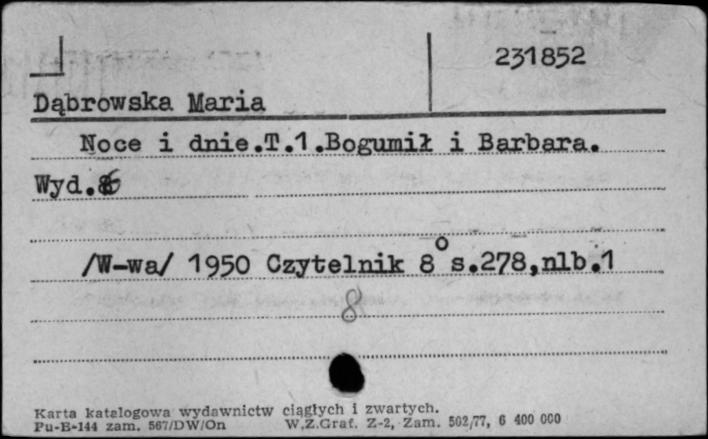 231852
Dąbrowska Maria
Noce i dnie.T.1.Bogumił i Barbara.
Wyd.
/W-wa/ 1950 Czytelnik 8° s.278,nlb.1
8
Karta katalogowa wydawnictw ciągłych i zwartych.
Pu-B-144 zam. 567/DW/On W.Z.Graf. Z-2, Zam. 502/77, 6 400 000